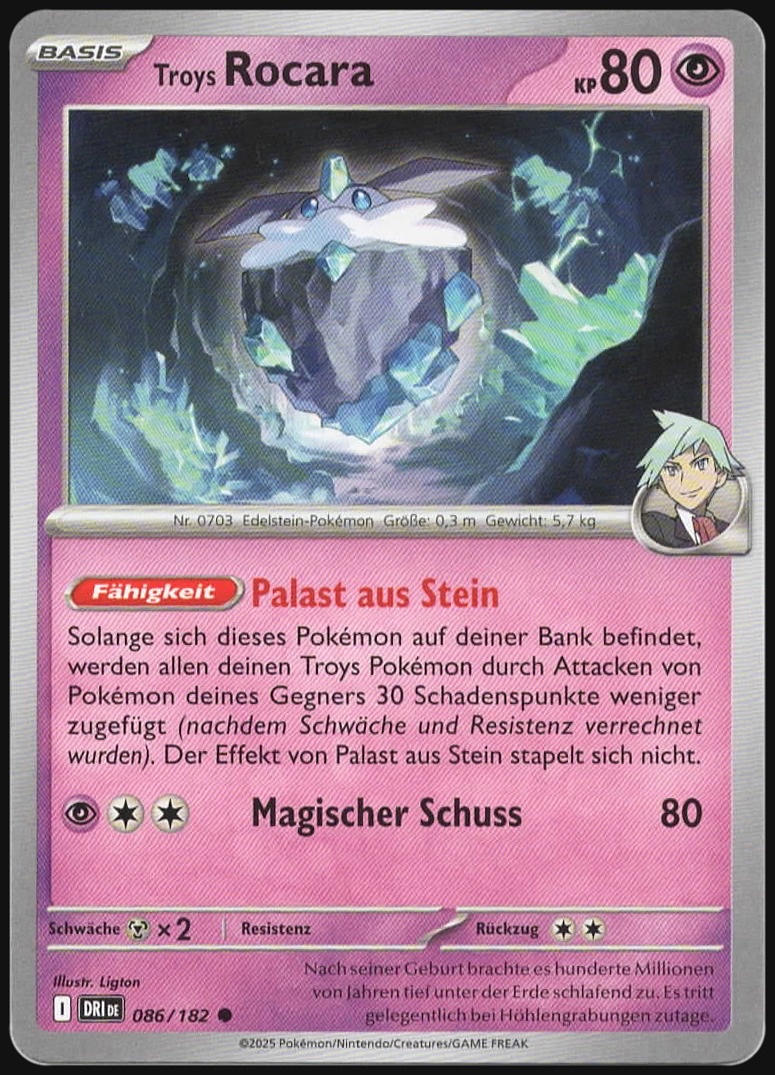 BASIS
Troys Rocara
KP 80
Nr. 0703 Edelstein-Pokémon Größe: 0,3 m Gewicht: 5,7 kg
Fähigkeit Palast aus Stein
Solange sich dieses Pokémon auf deiner Bank befindet,
werden allen deinen Troys Pokémon durch Attacken von
Pokémon deines Gegners 30 Schadenspunkte weniger
zugefügt (nachdem Schwäche und Resistenz verrechnet
wurden). Der Effekt von Palast aus Stein stapelt sich nicht.
Magischer Schuss 80
Schwäche ×2 Resistenz Rückzug
Illustr. Ligton
Nach seiner Geburt brachte es hunderte Millionen
von Jahren tief unter der Erde schlafend zu. Es tritt
gelegentlich bei Höhlengrabungen zutage.
I DRI DE 086/182
©2025 Pokémon/Nintendo/Creatures/GAME FREAK